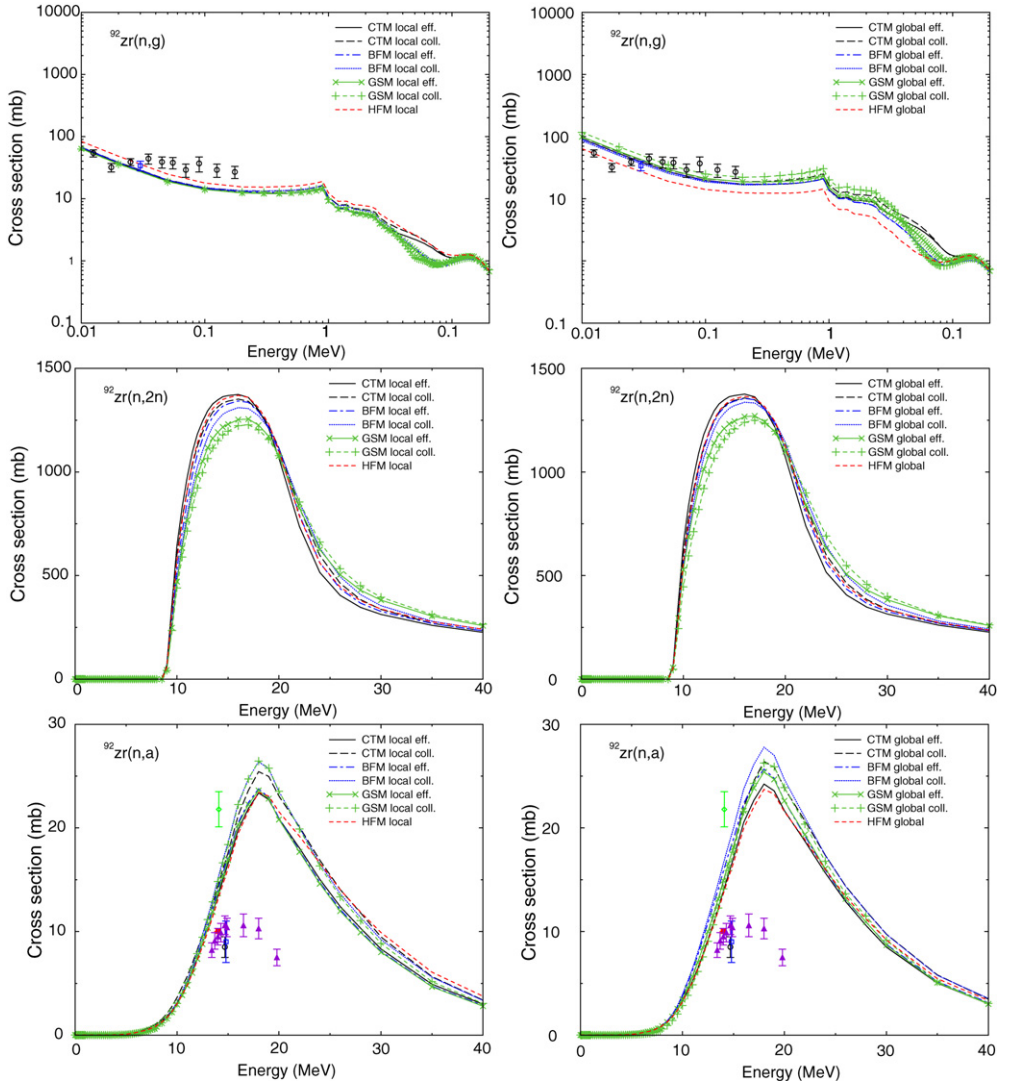 10000
1000
100
10
1
0.1
Cross section (mb)
⁹²zr(n,g)
CTM local eff.
CTM local coll.
BFM local eff.
BFM local coll.
GSM local eff.
GSM local coll.
HFM local
0.01
0.1
1
0.1
Energy (MeV)
10000
1000
100
10
1
0.1
Cross section (mb)
⁹²zr(n,g)
CTM global eff.
CTM global coll.
BFM global eff.
BFM global coll.
GSM global eff.
GSM global coll.
HFM global
0.01
0.1
1
0.1
Energy (MeV)
1500
1000
500
0
Cross section (mb)
⁹²zr(n,2n)
CTM local eff.
CTM local coll.
BFM local eff.
BFM local coll.
GSM local eff.
GSM local coll.
HFM local
0
10
20
30
40
Energy (MeV)
1500
1000
500
0
Cross section (mb)
⁹²zr(n,2n)
CTM global eff.
CTM global coll.
BFM global eff.
BFM global coll.
GSM global eff.
GSM global coll.
HFM global
0
10
20
30
40
Energy (MeV)
30
20
10
0
Cross section (mb)
⁹²zr(n,a)
CTM local eff.
CTM local coll.
BFM local eff.
BFM local coll.
GSM local eff.
GSM local coll.
HFM local
0
10
20
30
40
Energy (MeV)
30
20
10
0
Cross section (mb)
⁹²zr(n,a)
CTM global eff.
CTM global coll.
BFM global eff.
BFM global coll.
GSM global eff.
GSM global coll.
HFM global
0
10
20
30
40
Energy (MeV)